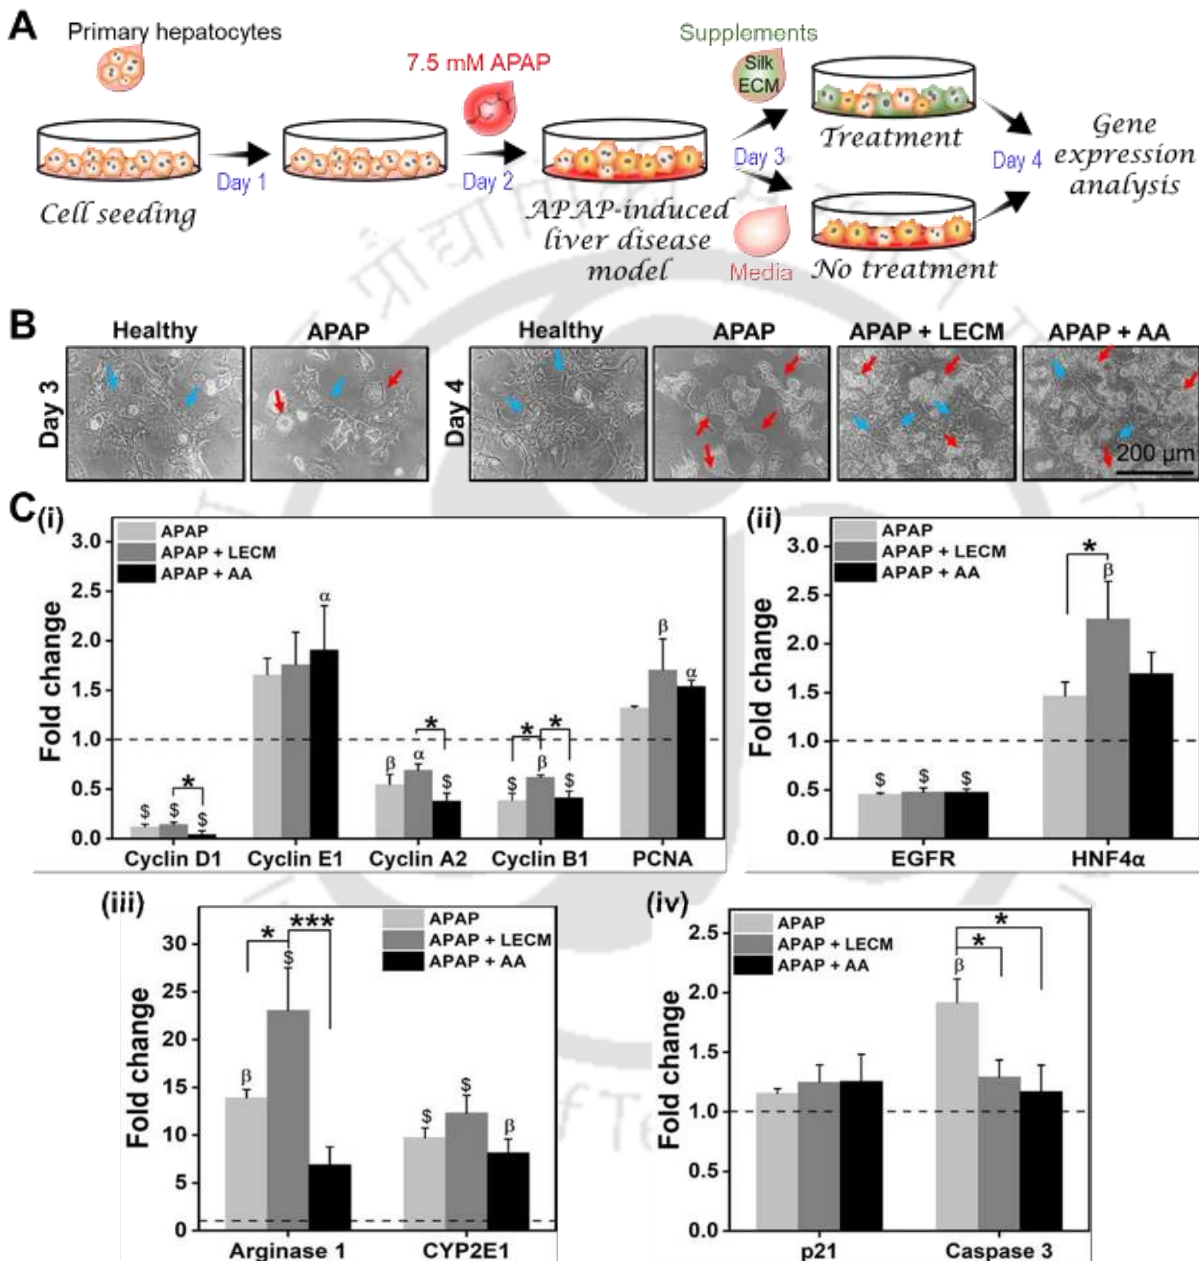 A
Primary hepatocytes
7.5 mM APAP
Supplements
Silk
ECM
Day 1
Day 2
Day 3
Day 4
Cell seeding
APAP-induced
liver disease
model
Treatment
Media
No treatment
Gene
expression
analysis
B
Healthy
APAP
Healthy
APAP
APAP + LECM
APAP + AA
Day 3
Day 4
200 µm
C
(i)
APAP
APAP + LECM
APAP + AA
Fold change
3.0
2.5
2.0
1.5
1.0
0.5
0.0
$ $ $
*
α
β α $
*
$ β $
* *
β α
Cyclin D1 Cyclin E1 Cyclin A2 Cyclin B1 PCNA
(ii)
APAP
APAP + LECM
APAP + AA
Fold change
3.0
2.5
2.0
1.5
1.0
0.5
0.0
$ $ $
*
β
EGFR HNF4α
(iii)
APAP
APAP + LECM
APAP + AA
Fold change
30
25
20
15
10
5
0
* ***
β $
$ $ β
Arginase 1 CYP2E1
(iv)
APAP
APAP + LECM
APAP + AA
Fold change
2.5
2.0
1.5
1.0
0.5
0.0
*
*
β
p21 Caspase 3